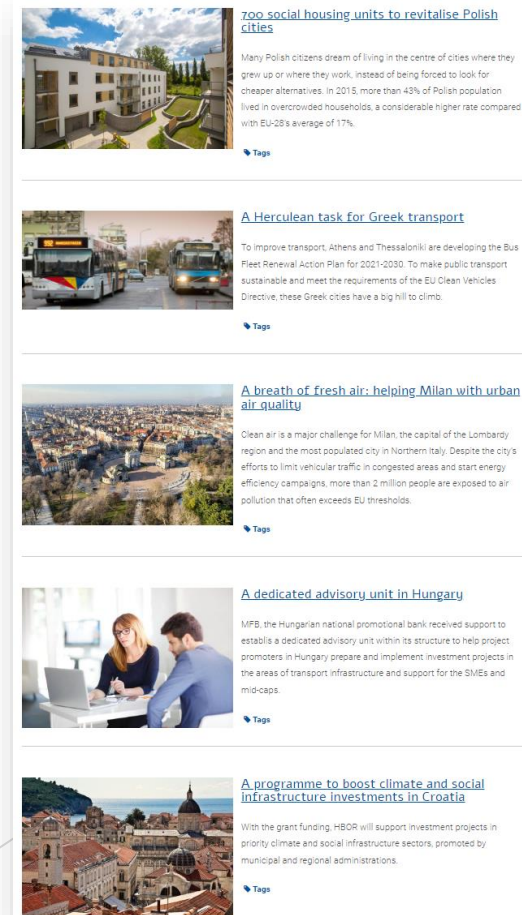 700 social housing units to revitalise Polish
cities
Many Polish citizens dream of living in the centre of cities where they
grew up or where they work, instead of being forced to look for
cheaper alternatives. In 2015, more than 43% of Polish population
lived in overcrowded households, a considerable higher rate compared
with EU-28's average of 17%.
Tags
A Herculean task for Greek transport
To improve transport, Athens and Thessaloniki are developing the Bus
Fleet Renewal Action Plan for 2021-2030. To make public transport
sustainable and meet the requirements of the EU Clean Vehicles
Directive, these Greek cities have a big hill to climb.
Tags
A breath of fresh air: helping Milan with urban
air quality
Clean air is a major challenge for Milan, the capital of the Lombardy
region and the most populated city in Northern Italy. Despite the city's
efforts to limit vehicular traffic in congested areas and start energy
efficiency campaigns, more than 2 million people are exposed to air
pollution that often exceeds EU thresholds.
Tags
A dedicated advisory unit in Hungary
MFB, the Hungarian national promotional bank received support to
establis a dedicated advisory unit within its structure to help project
promoters in Hungary prepare and implement investment projects in
the areas of transport infrastructure and support for the SMEs and
mid-caps.
Tags
A programme to boost climate and social
infrastructure investments in Croatia
With the grant funding, HBOR will support investment projects in
priority climate and social infrastructure sectors, promoted by
municipal and regional administrations.
Tags